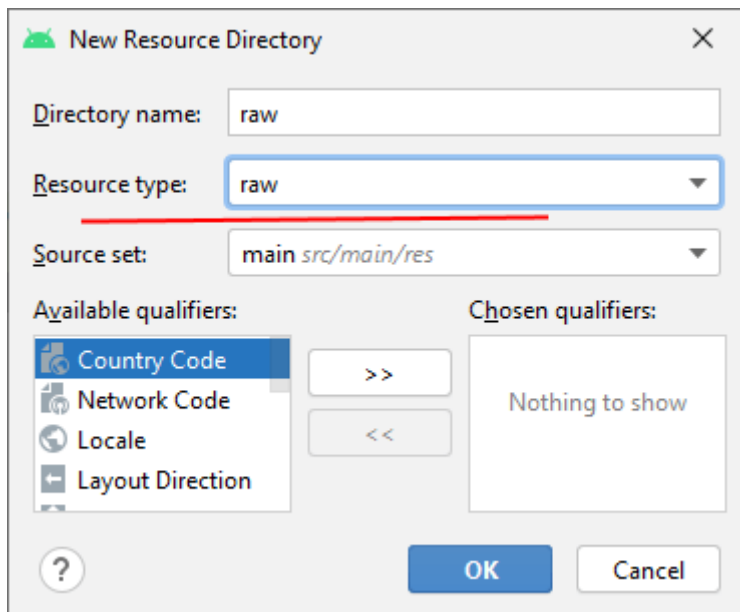 New Resource Directory
Directory name: raw
Resource type: raw
Source set: main src/main/res
Available qualifiers: Chosen qualifiers:
Country Code
Network Code
Locale
Layout Direction
>>
<<
Nothing to show
? OK Cancel